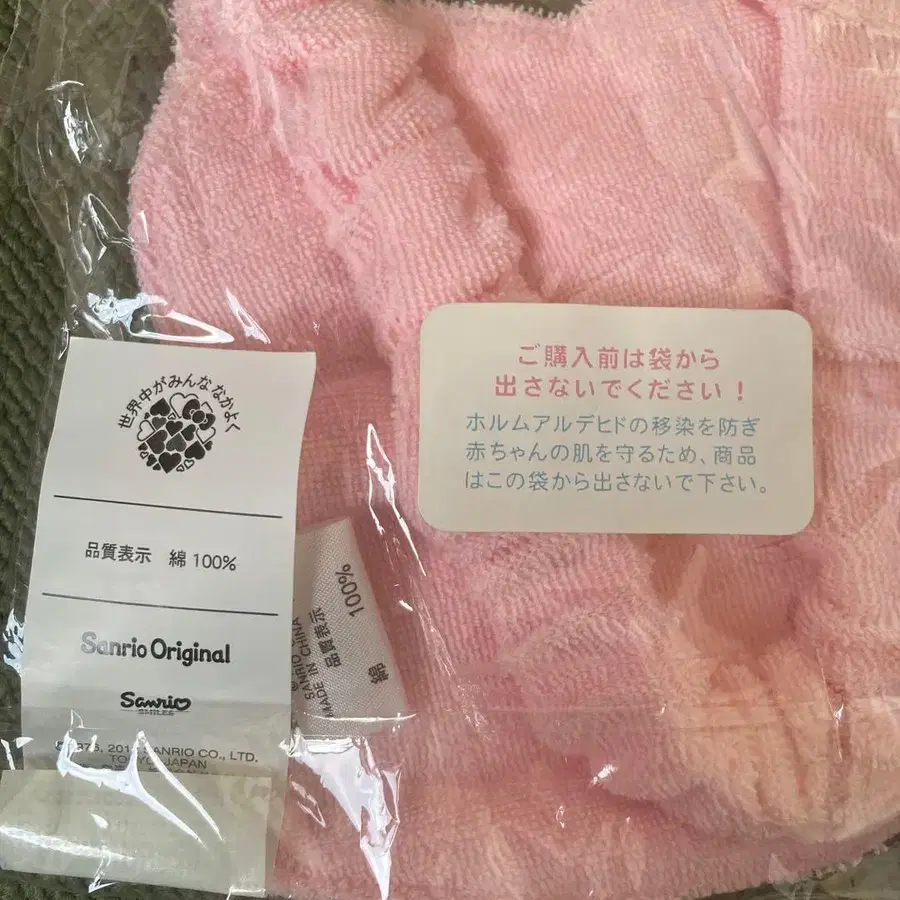 世界中がみんななかよく
品質表示 綿 100%
Sanrio Original
Sanrio
SMILES
SANRIO CO., LTD.
TOKYO JAPAN
ご購入前は袋から
出さないでください！
ホルムアルデヒドの移染を防ぎ
赤ちゃんの肌を守るため、商品
はこの袋から出さないで下さい。
©SANRIO
MADE IN CHINA
品質表示
綿 100%